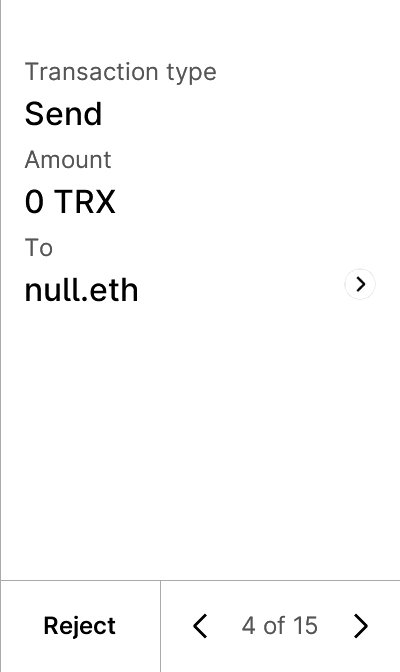 Transaction type
Send
Amount
0 TRX
To
null.eth
Reject
4 of 15